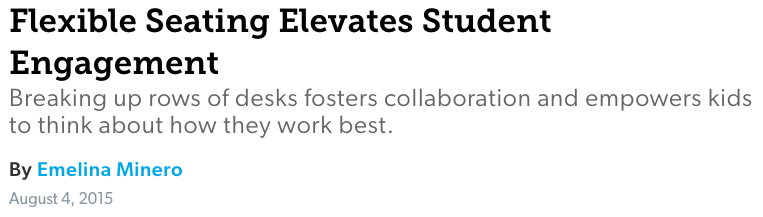 Flexible Seating Elevates Student
Engagement
Breaking up rows of desks fosters collaboration and empowers kids
to think about how they work best.
By Emelina Minero
August 4, 2015